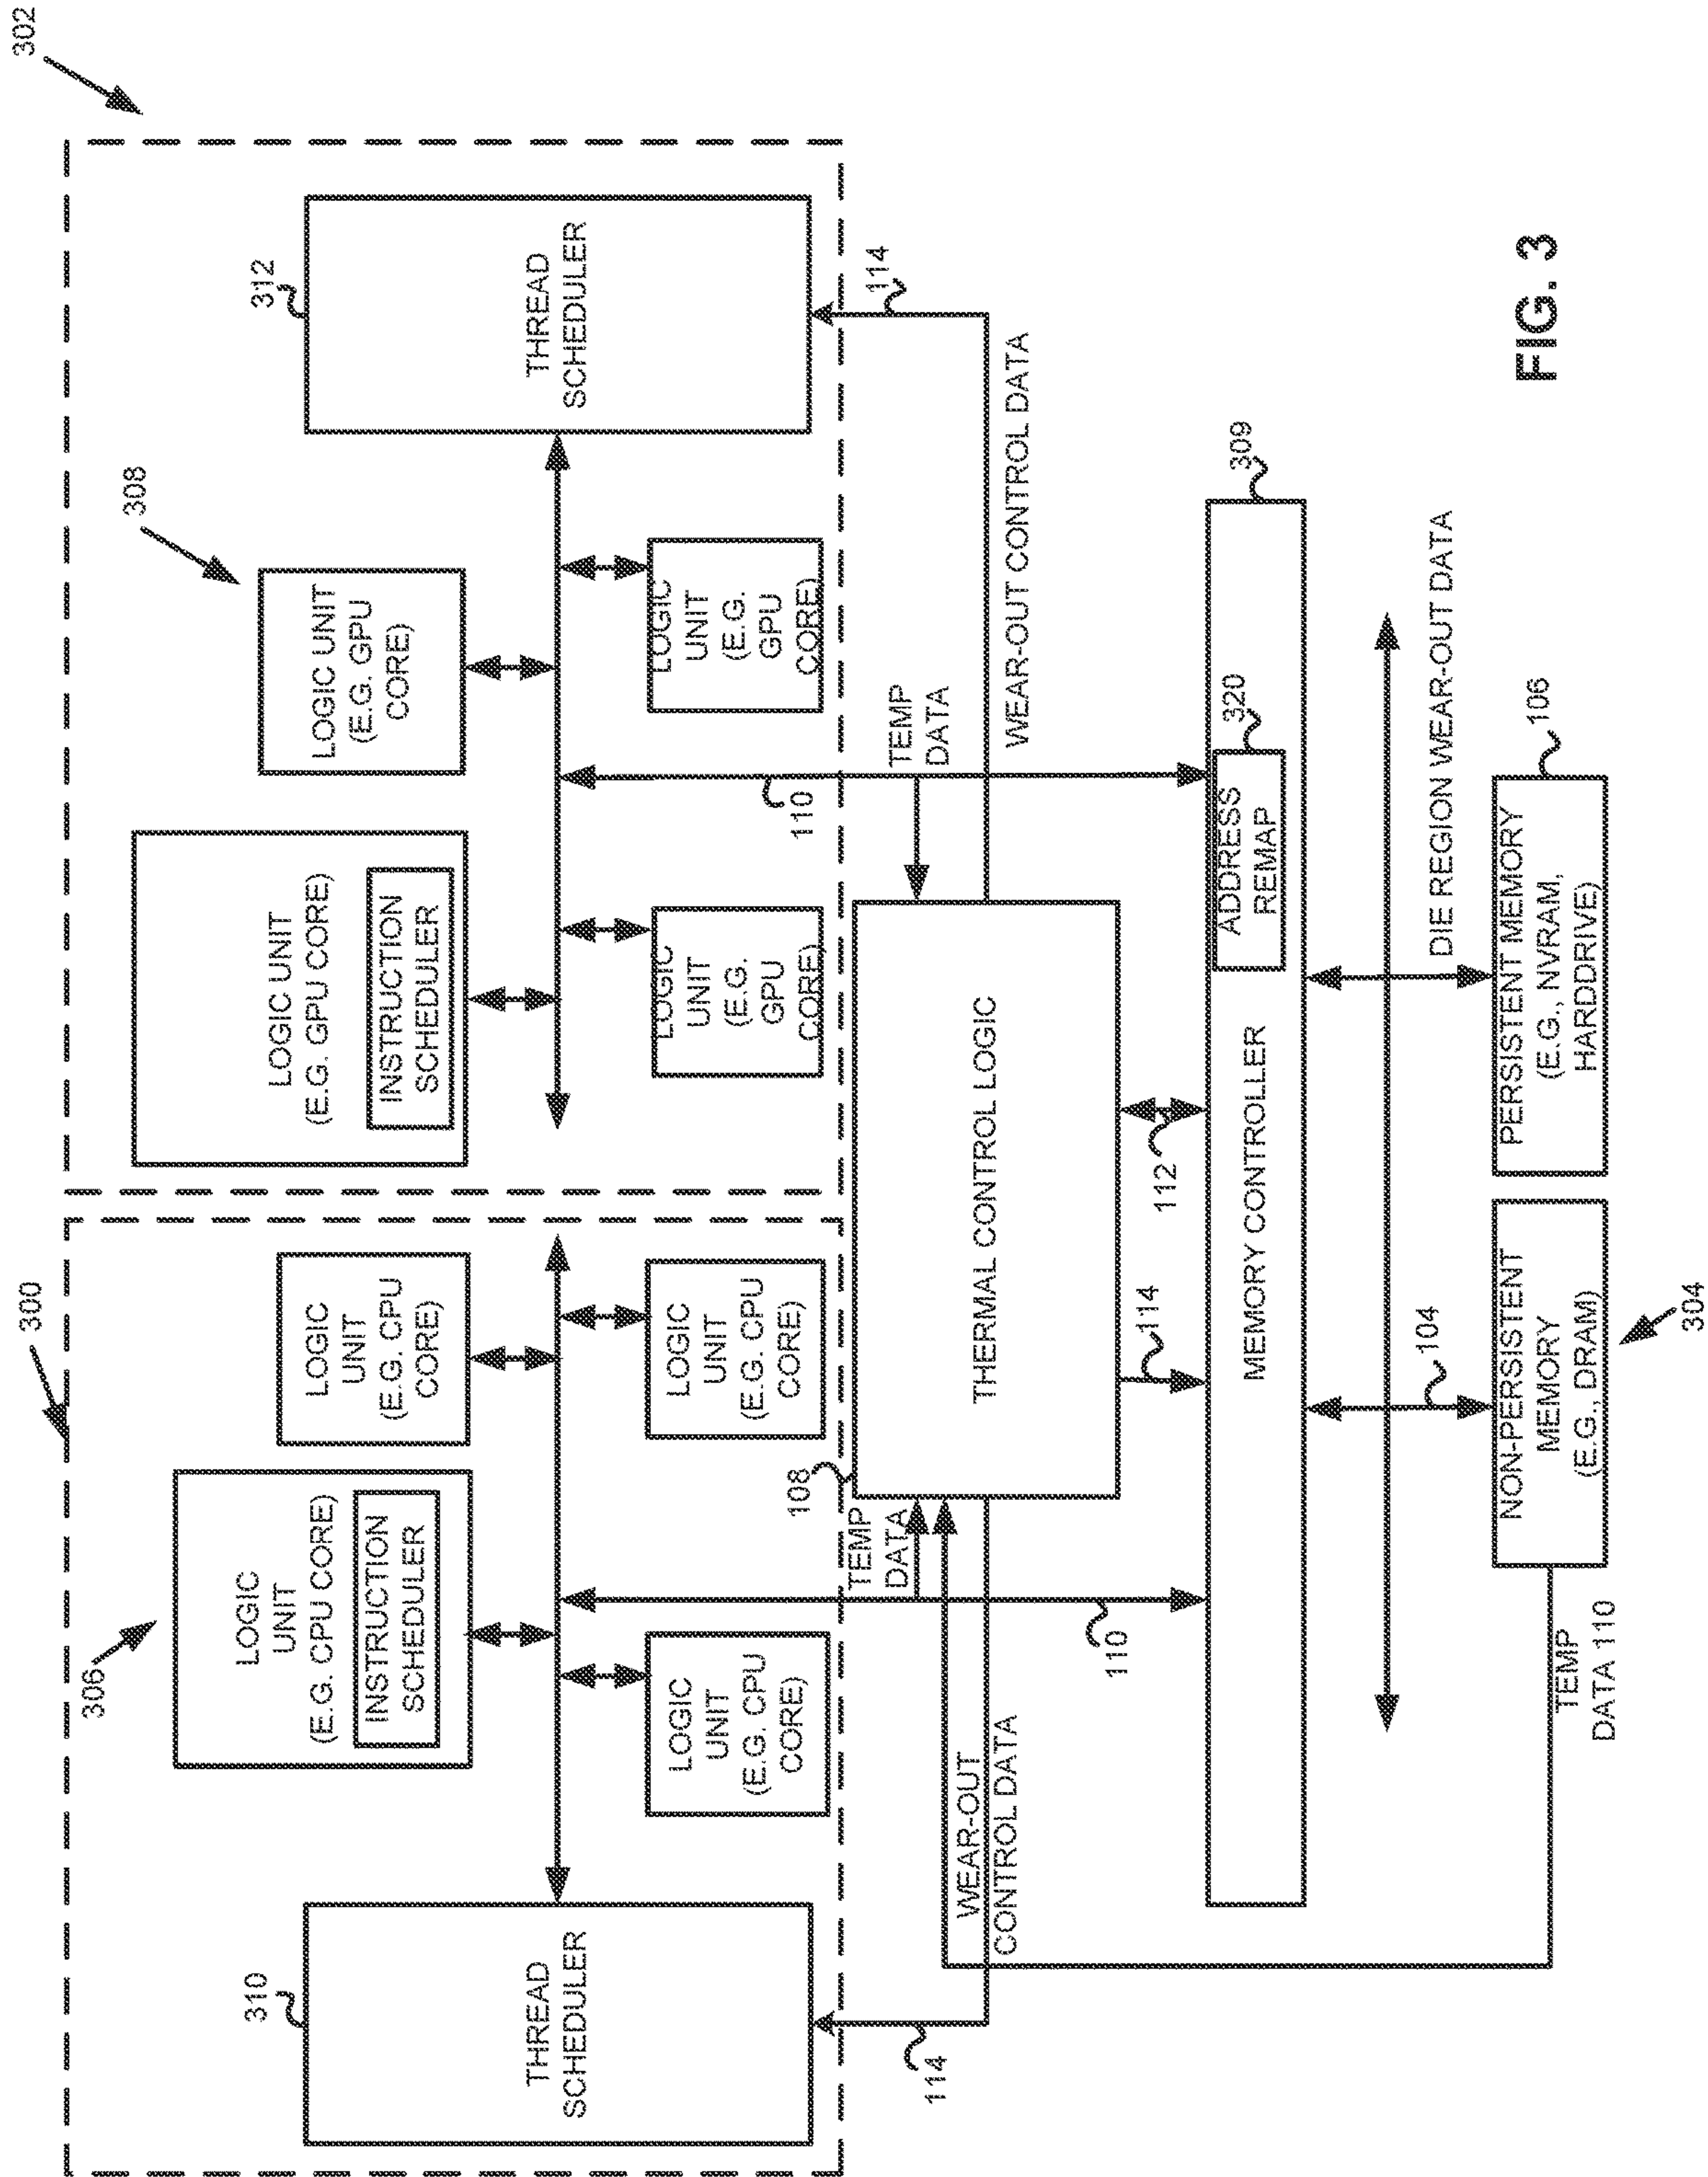 300
302
306
LOGIC
UNIT
(E.G. CPU CORE)
INSTRUCTION
SCHEDULER
LOGIC
UNIT
(E.G. CPU
CORE)
310
THREAD
SCHEDULER
LOGIC
UNIT
(E.G. CPU
CORE)
LOGIC
UNIT
(E.G. CPU
CORE)
LOGIC UNIT
(E.G. GPU CORE)
INSTRUCTION
SCHEDULER
308
LOGIC UNIT
(E.G. GPU
CORE)
312
THREAD
SCHEDULER
LOGIC
UNIT
(E.G.
GPU
CORE)
LOGIC
UNIT
(E.G.
GPU
CORE)
114
WEAR-OUT
CONTROL DATA
TEMP
DATA
108
THERMAL CONTROL LOGIC
110
TEMP
DATA
114
WEAR-OUT CONTROL DATA
110
114
112
MEMORY CONTROLLER
ADDRESS
REMAP
320
309
104
DIE REGION WEAR-OUT DATA
TEMP
DATA 110
NON-PERSISTENT
MEMORY
(E.G., DRAM)
304
PERSISTENT MEMORY
(E.G., NVRAM,
HARDDRIVE)
106
FIG. 3